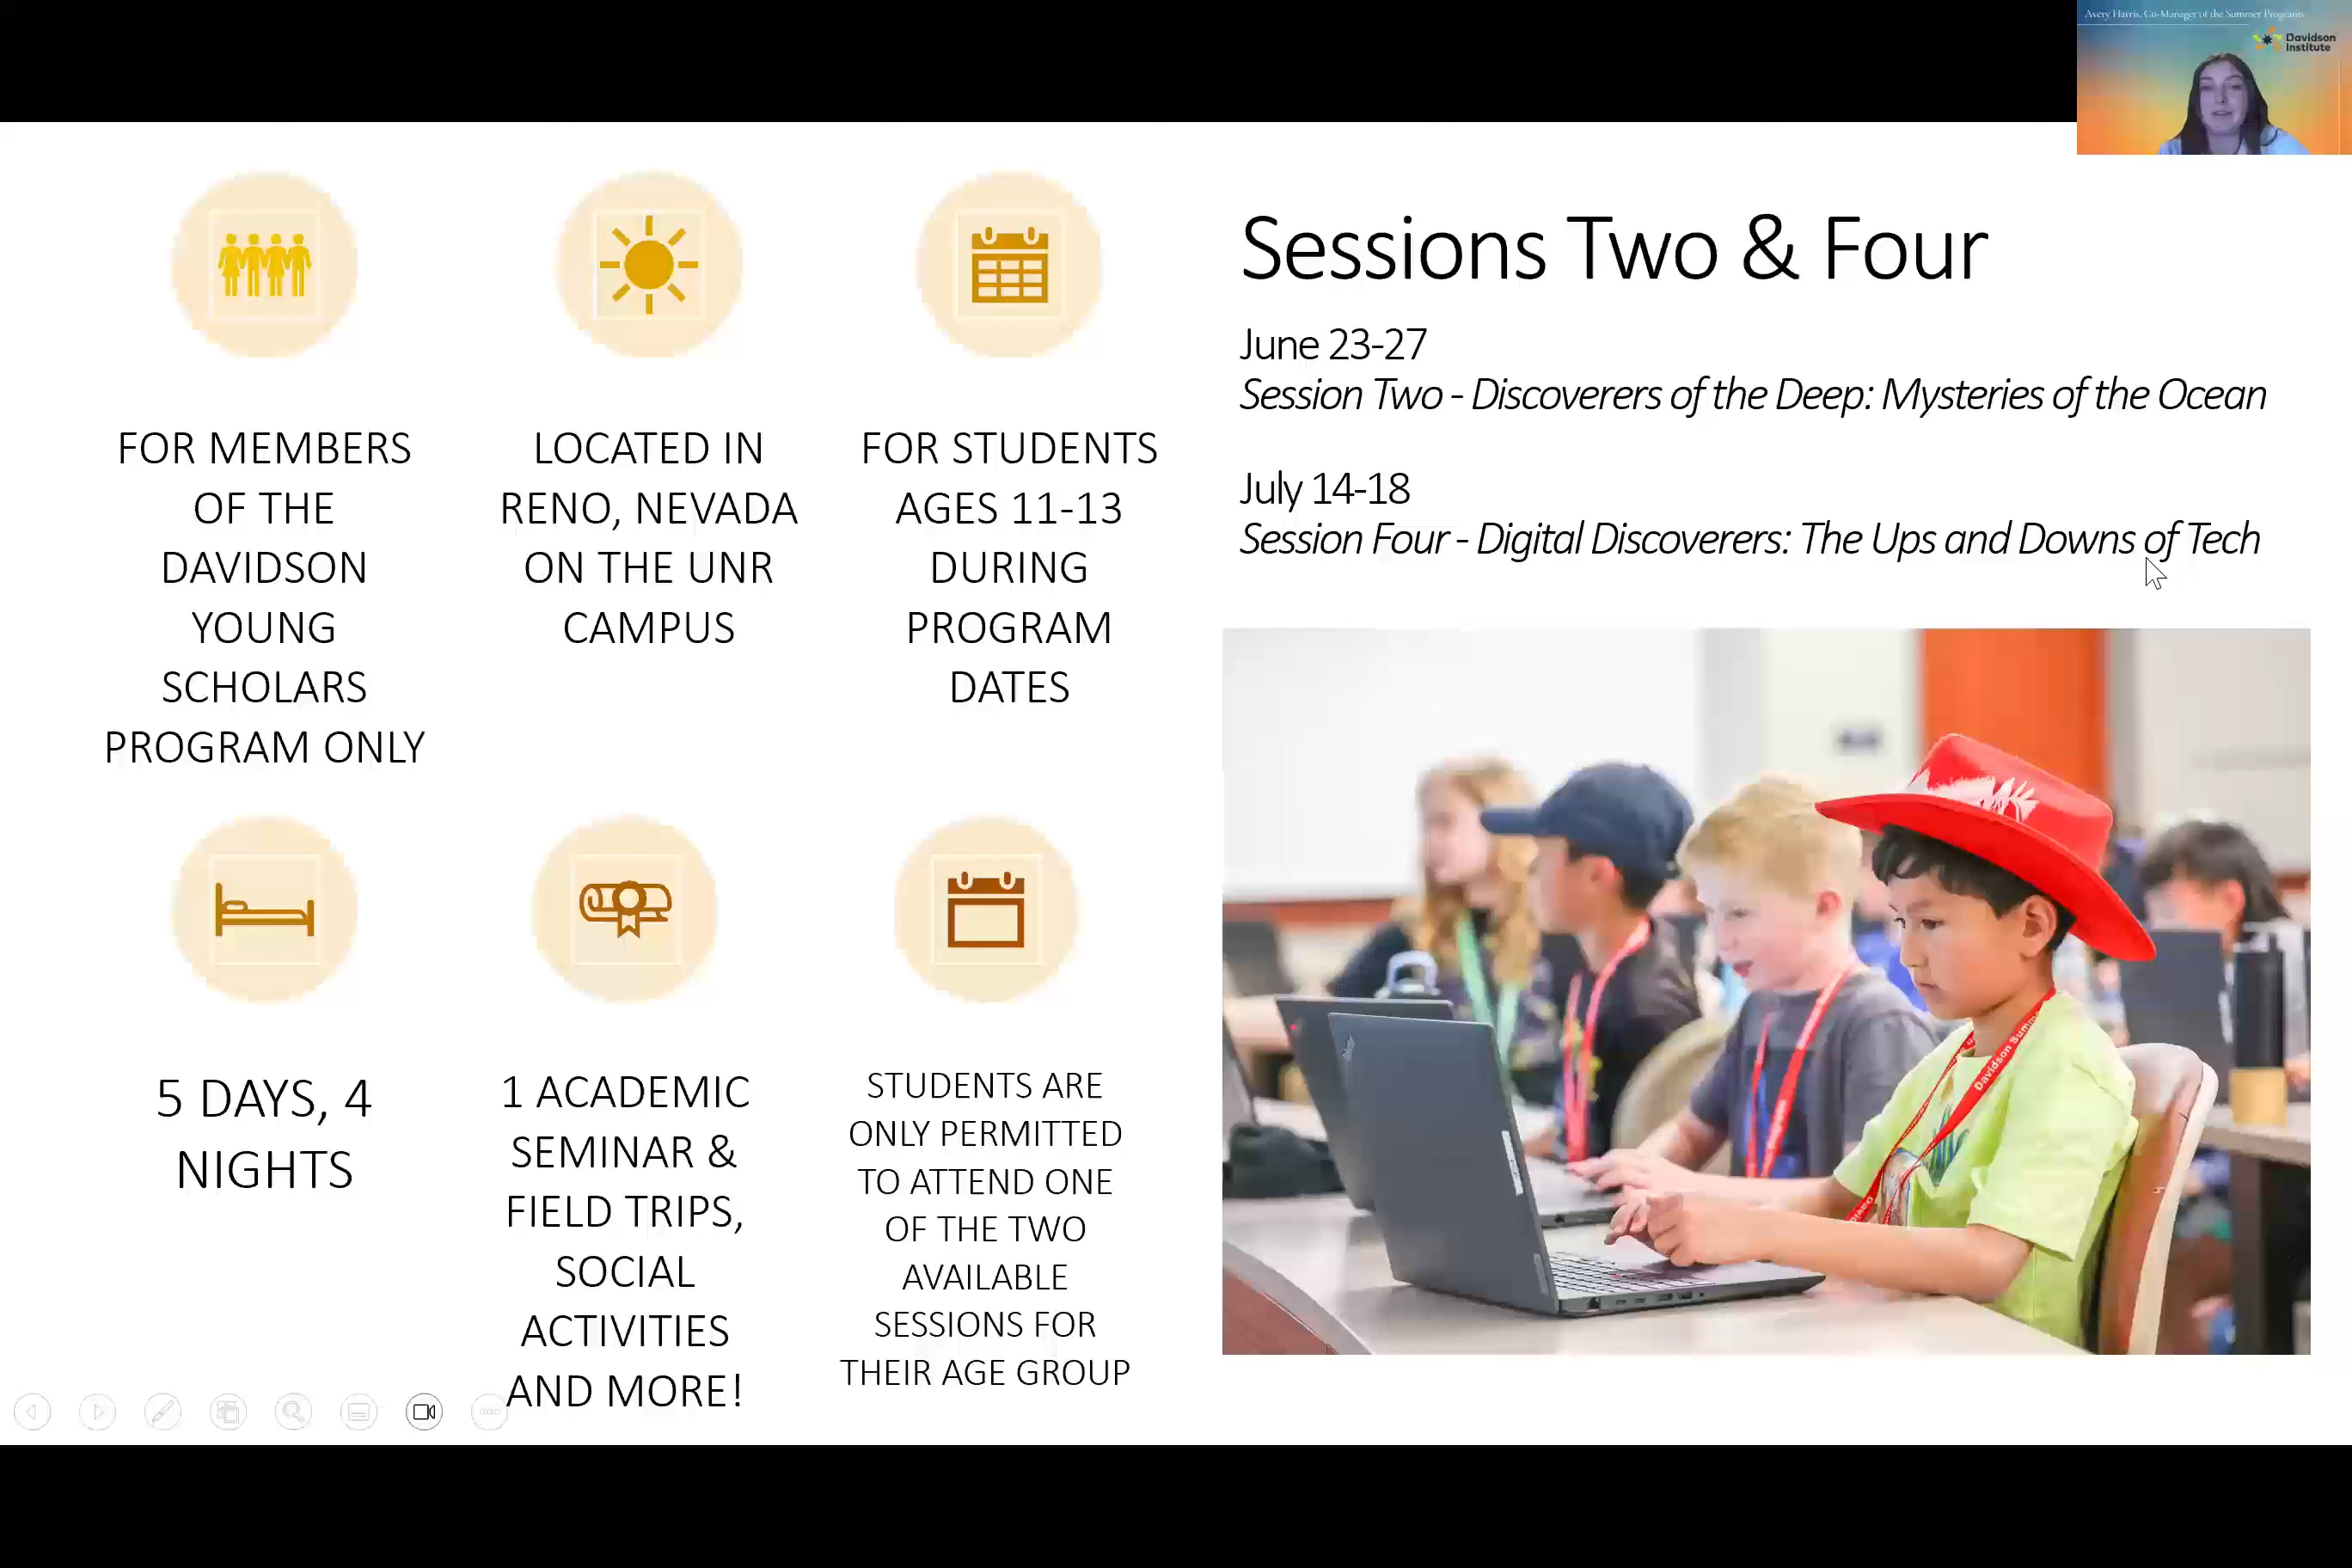 Avery Harris, Co-Manager of the Summer Programs
Davidson
Institute
FOR MEMBERS
OF THE
DAVIDSON
YOUNG
SCHOLARS
PROGRAM ONLY
LOCATED IN
RENO, NEVADA
ON THE UNR
CAMPUS
FOR STUDENTS
AGES 11-13
DURING
PROGRAM
DATES
5 DAYS, 4
NIGHTS
1 ACADEMIC
SEMINAR &
FIELD TRIPS,
SOCIAL
ACTIVITIES
AND MORE!
STUDENTS ARE
ONLY PERMITTED
TO ATTEND ONE
OF THE TWO
AVAILABLE
SESSIONS FOR
THEIR AGE GROUP
Sessions Two & Four
June 23-27
Session Two - Discoverers of the Deep: Mysteries of the Ocean
July 14-18
Session Four - Digital Discoverers: The Ups and Downs of Tech
Davidson Summ